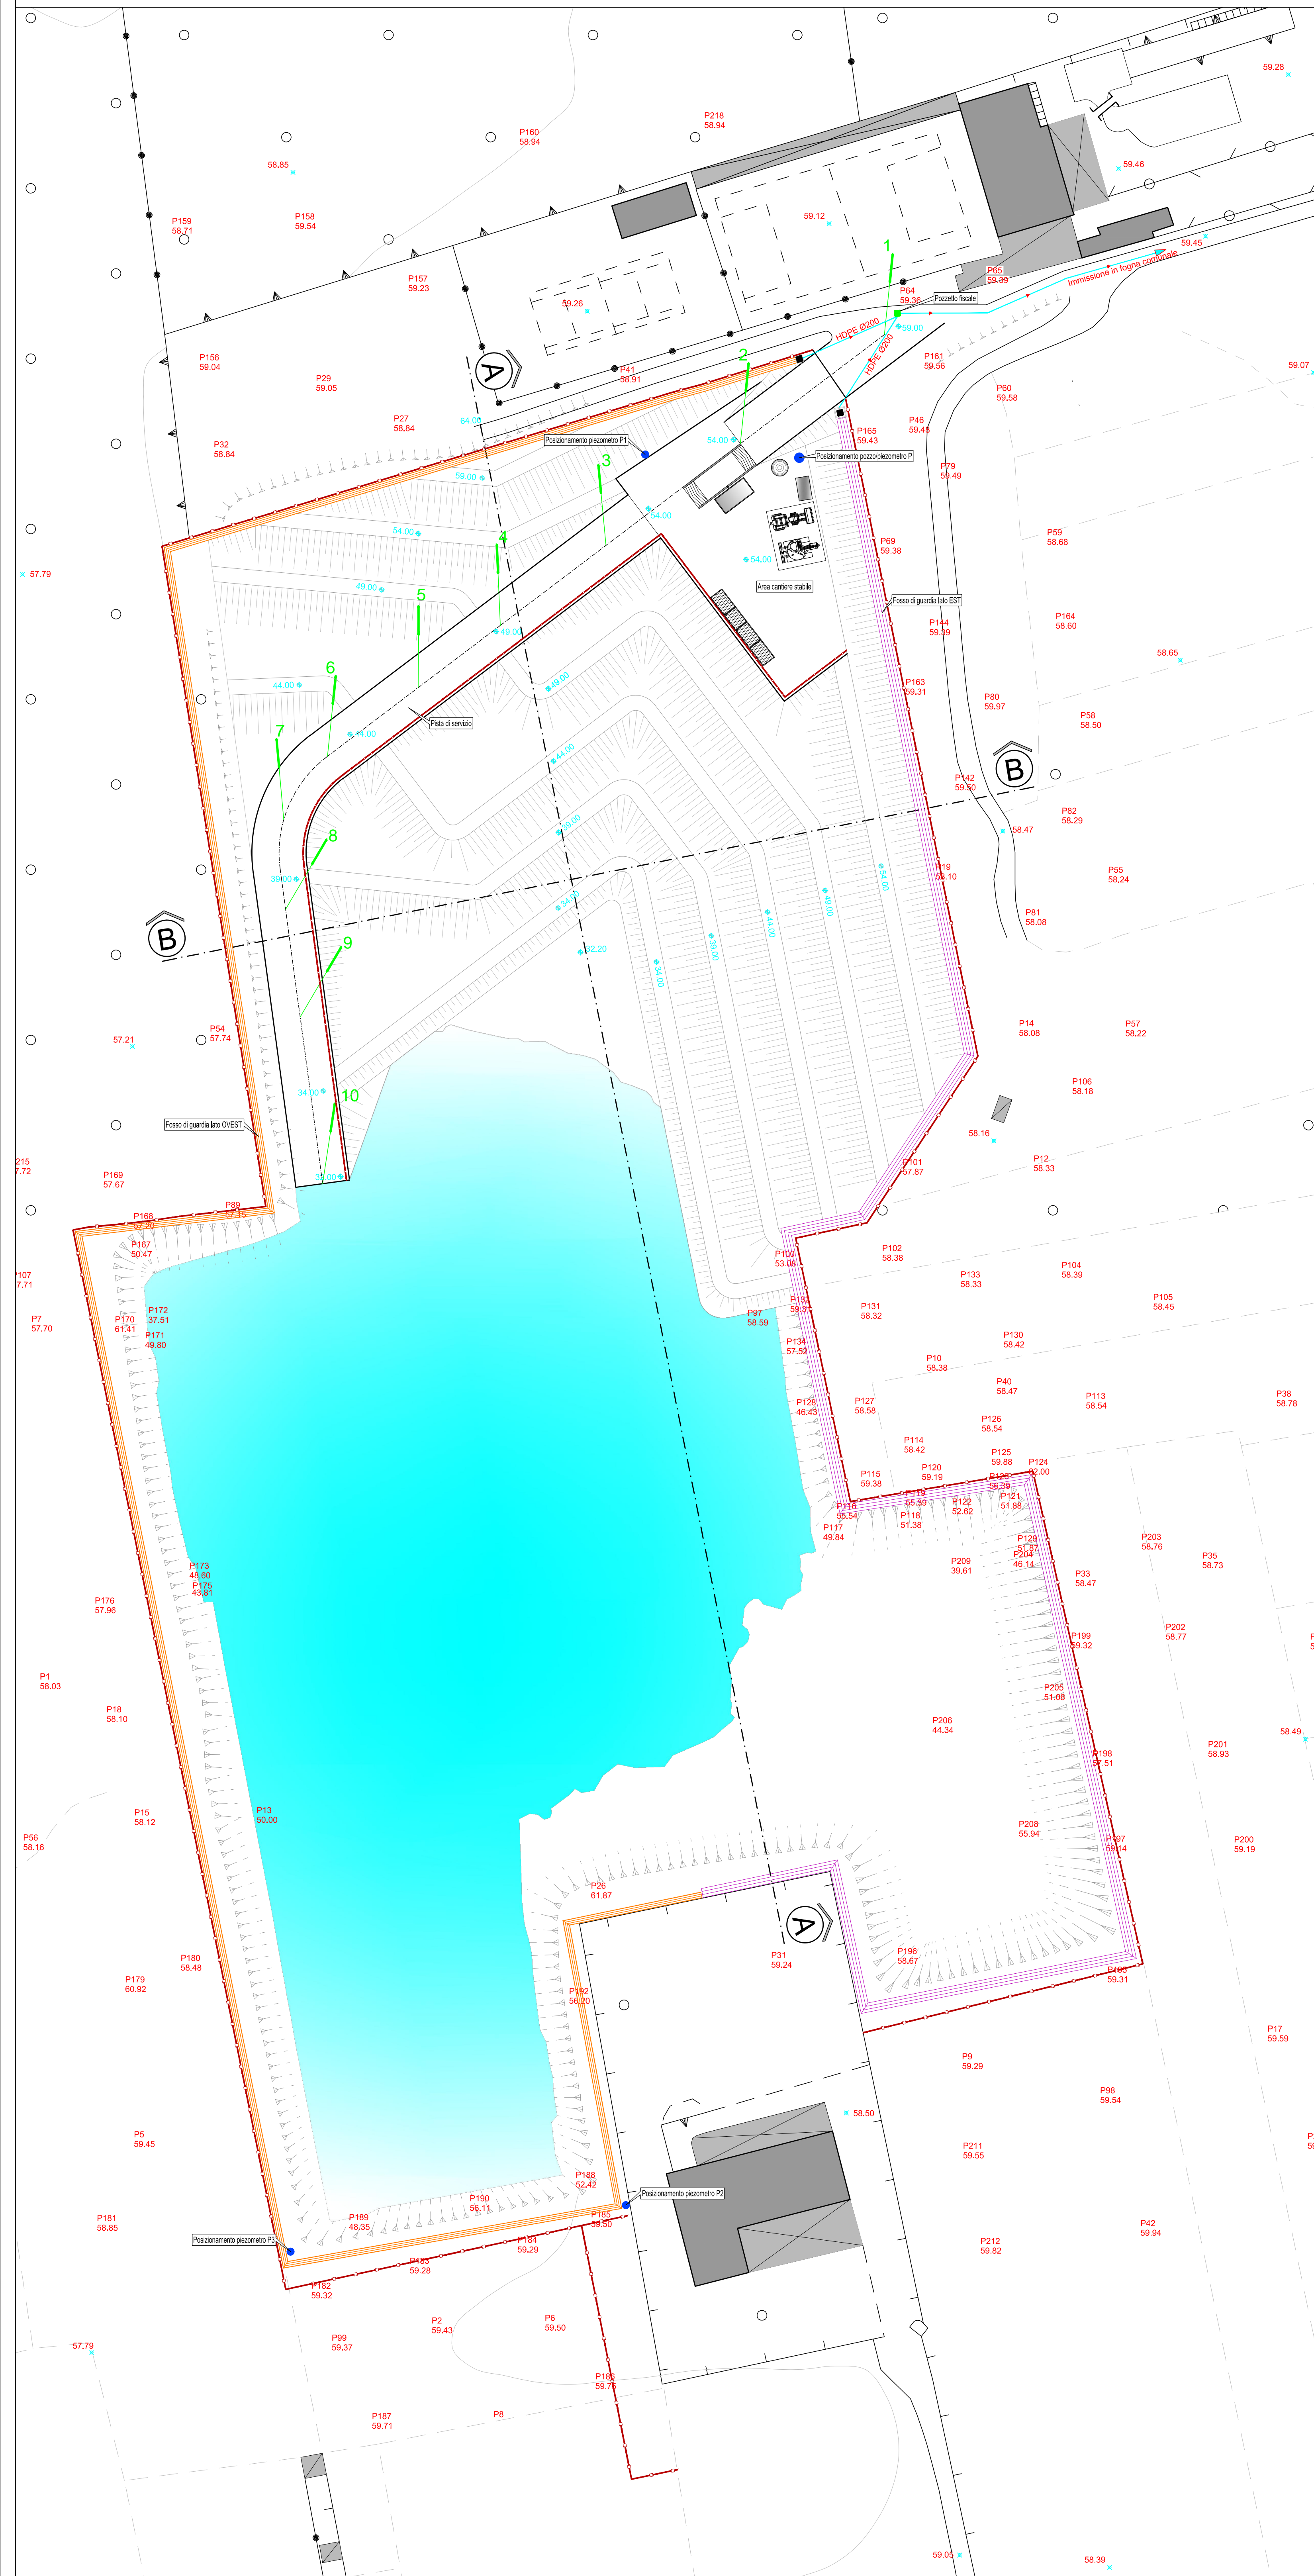 59.28
P218
58.94
P160
58.94
58.85
59.46
P159
58.71
P158
59.54
59.12
59.45
1
Immissione in fogna comunale
P157
59.23
P65
59.39
P64
59.36
Pozzetto fiscale
59.26
59.00
HDPE Ø200
HDPE Ø200
2
P156
59.04
A
P41
58.91
P161
59.56
59.07
P29
59.05
P60
59.58
P27
58.84
64.00
P46
59.48
P165
59.43
P32
58.84
Posizionamento piezometro P1
54.00
Posizionamento pozzo/piezometro P
3
P79
59.49
59.00
54.00
54.00
4
P59
58.68
P69
59.38
57.79
54.00
49.00
Area cantiere stabile
5
Fosso di guardia lato EST
P144
59.39
49.00
P164
58.60
58.65
6
44.00
49.00
P163
59.31
P80
59.97
P58
58.50
Pista di servizio
7
44.00
44.00
B
P142
59.50
P82
58.29
39.00
58.47
8
39.00
54.00
P19
58.10
P55
58.24
34.00
49.00
44.00
P81
58.08
B
9
32.20
39.00
34.00
P54
57.74
57.21
P14
58.08
P57
58.22
34.00
10
P106
58.18
Fosso di guardia lato OVEST
58.16
215
7.72
P169
57.67
P101
57.87
P12
58.33
P89
57.15
P168
57.20
P167
50.47
P100
53.08
P102
58.38
P104
58.39
107
7.71
P133
58.33
P7
57.70
P172
37.51
P170
61.41
P171
49.80
P97
58.59
P132
59.31
P131
58.32
P105
58.45
P134
57.52
P130
58.42
P10
58.38
P40
58.47
P128
46.43
P127
58.58
P113
58.54
P38
58.78
P126
58.54
P114
58.42
P125
59.88
P124
P115
59.38
P120
59.19
P123
56.39
P119
55.39
P122
52.62
P121
51.88
P116
55.54
P118
51.38
P117
49.84
P129
51.87
P204
46.14
P209
39.61
P203
58.76
P35
58.73
P33
58.47
P173
48.60
P175
43.81
P176
57.96
P202
58.77
P199
59.32
P1
58.03
P205
51.08
P18
58.10
P206
44.34
58.49
P201
58.93
P198
57.51
P15
58.12
P13
50.00
P208
55.94
P56
58.16
P197
59.14
P200
59.19
P26
61.87
A
P31
59.24
P196
58.67
P180
58.48
P179
60.92
59.31
P192
56.20
P17
59.59
P9
59.29
P98
59.54
58.50
P5
59.45
P211
59.55
P188
52.42
Posizionamento piezometro P2
P190
56.11
P185
59.50
P181
58.85
P189
48.35
P42
59.94
Posizionamento piezometro P3
P184
59.29
P212
59.82
P183
59.28
P182
59.32
P2
59.43
P6
59.50
P99
59.37
57.79
P187
59.71
P8
59.05
58.39